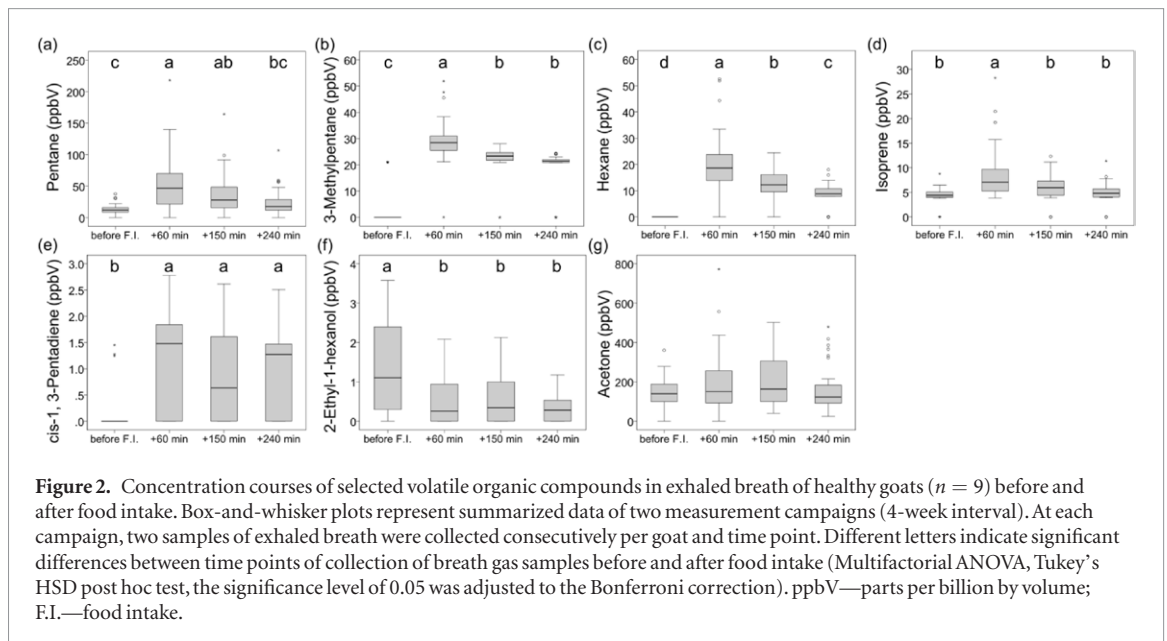 (a) (b) (c) (d)
Pentane (ppbV) 250 200 150 100 50 0
c a ab bc
before F.I. +60 min +150 min +240 min
3-Methylpentane (ppbV) 60 50 40 30 20 10 0
c a b b
before F.I. +60 min +150 min +240 min
Hexane (ppbV) 60 50 40 30 20 10 0
d a b c
before F.I. +60 min +150 min +240 min
Isoprene (ppbV) 30 25 20 15 10 5 0
b a b b
before F.I. +60 min +150 min +240 min
(e) (f) (g)
cis-1, 3-Pentadiene (ppbV) 3.0 2.5 2.0 1.5 1.0 .5 .0
b a a a
before F.I. +60 min +150 min +240 min
2-Ethyl-1-hexanol (ppbV) 4 3 2 1 0
a b b b
before F.I. +60 min +150 min +240 min
Acetone (ppbV) 800 600 400 200 0
before F.I. +60 min +150 min +240 min
Figure 2. Concentration courses of selected volatile organic compounds in exhaled breath of healthy goats (n = 9) before and
after food intake. Box-and-whisker plots represent summarized data of two measurement campaigns (4-week interval). At each
campaign, two samples of exhaled breath were collected consecutively per goat and time point. Different letters indicate significant
differences between time points of collection of breath gas samples before and after food intake (Multifactorial ANOVA, Tukey's
HSD post hoc test, the significance level of 0.05 was adjusted to the Bonferroni correction). ppbV—parts per billion by volume;
F.I.—food intake.